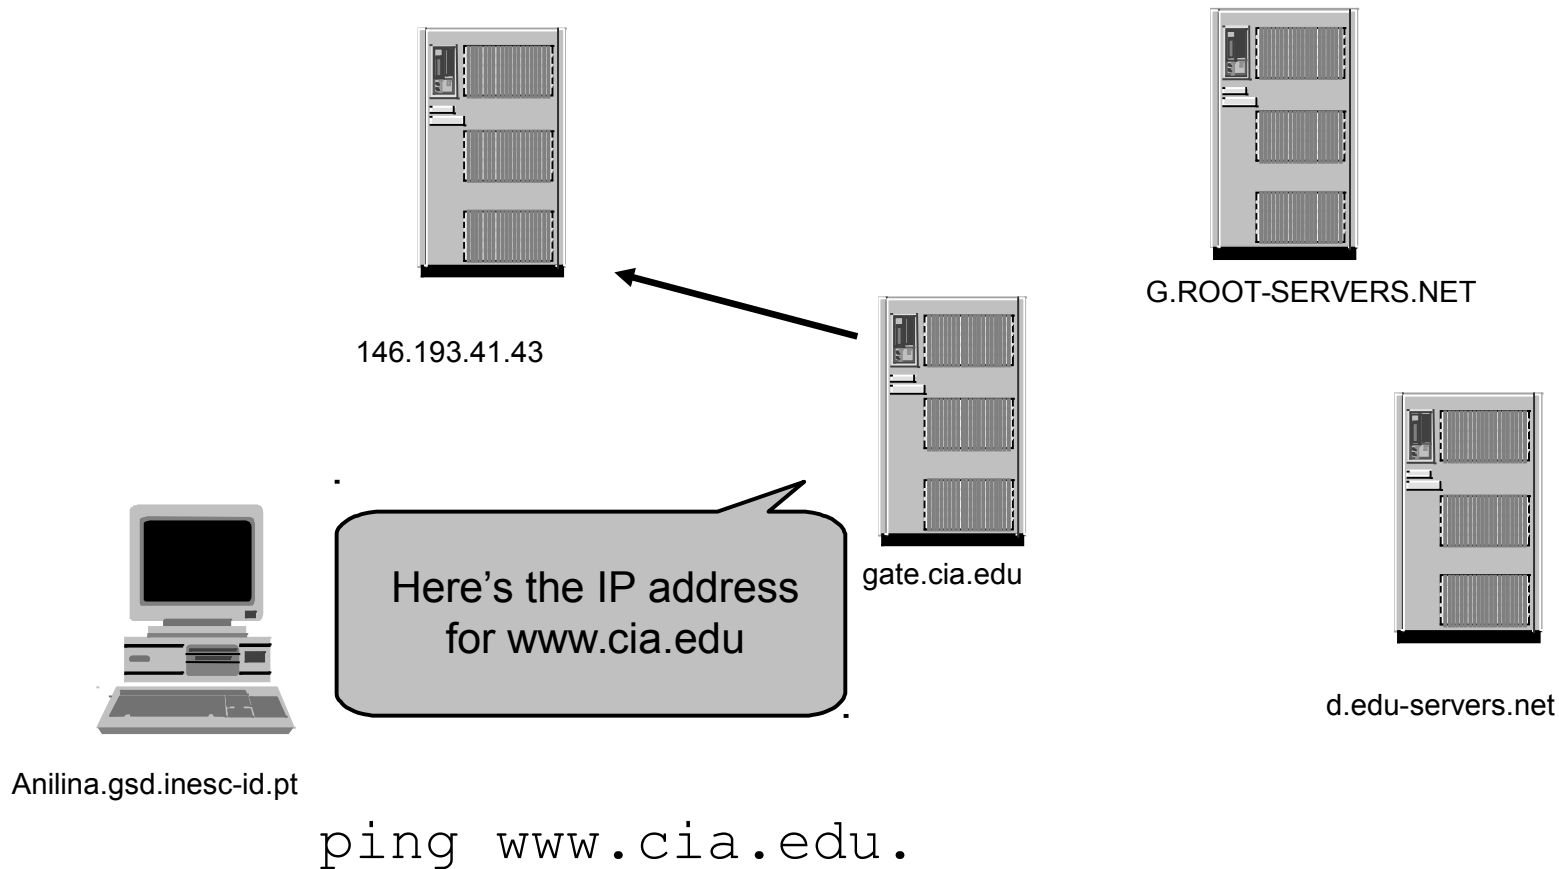 G.ROOT-SERVERS.NET
146.193.41.43
Here’s the IP address
for www.cia.edu
gate.cia.edu
d.edu-servers.net
Anilina.gsd.inesc-id.pt
ping www.cia.edu.